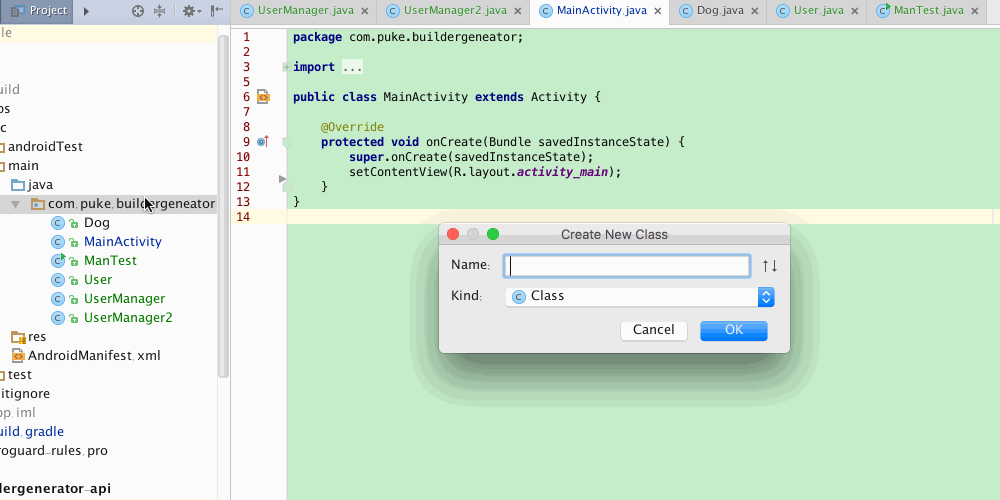 Project
UserManager.java
UserManager2.java
MainActivity.java
Dog.java
User.java
ManTest.java
le
uild
os
c
androidTest
main
java
com.puke.buildergeneator
Dog
MainActivity
ManTest
User
UserManager
UserManager2
res
AndroidManifest.xml
test
itignore
pp.iml
uild.gradle
roguard-rules.pro
dergenerator_api
1 package com.puke.buildergeneator;
2
3 import ...
5
6 public class MainActivity extends Activity {
7
8 @Override
9 protected void onCreate(Bundle savedInstanceState) {
10 super.onCreate(savedInstanceState);
11 setContentView(R.layout.activity_main);
12 }
13 }
14
Create New Class
Name:
Kind: Class
Cancel OK